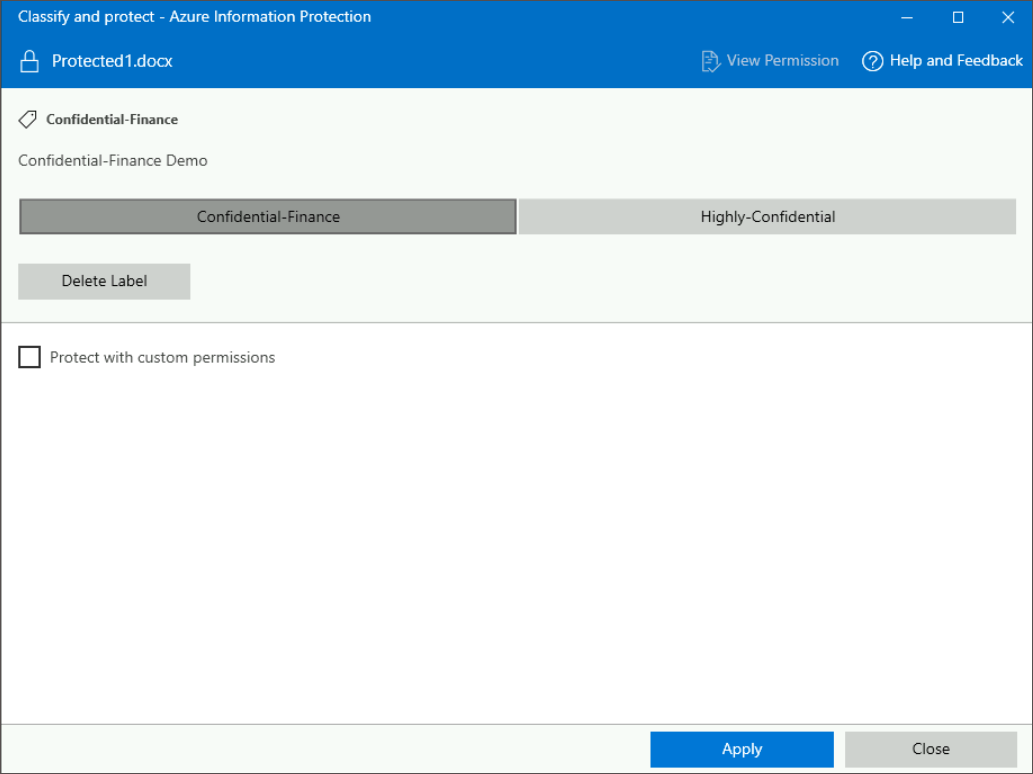 Classify and protect - Azure Information Protection
Protected1.docx
View Permission
Help and Feedback
Confidential-Finance
Confidential-Finance Demo
Confidential-Finance
Highly-Confidential
Delete Label
Protect with custom permissions
Apply
Close